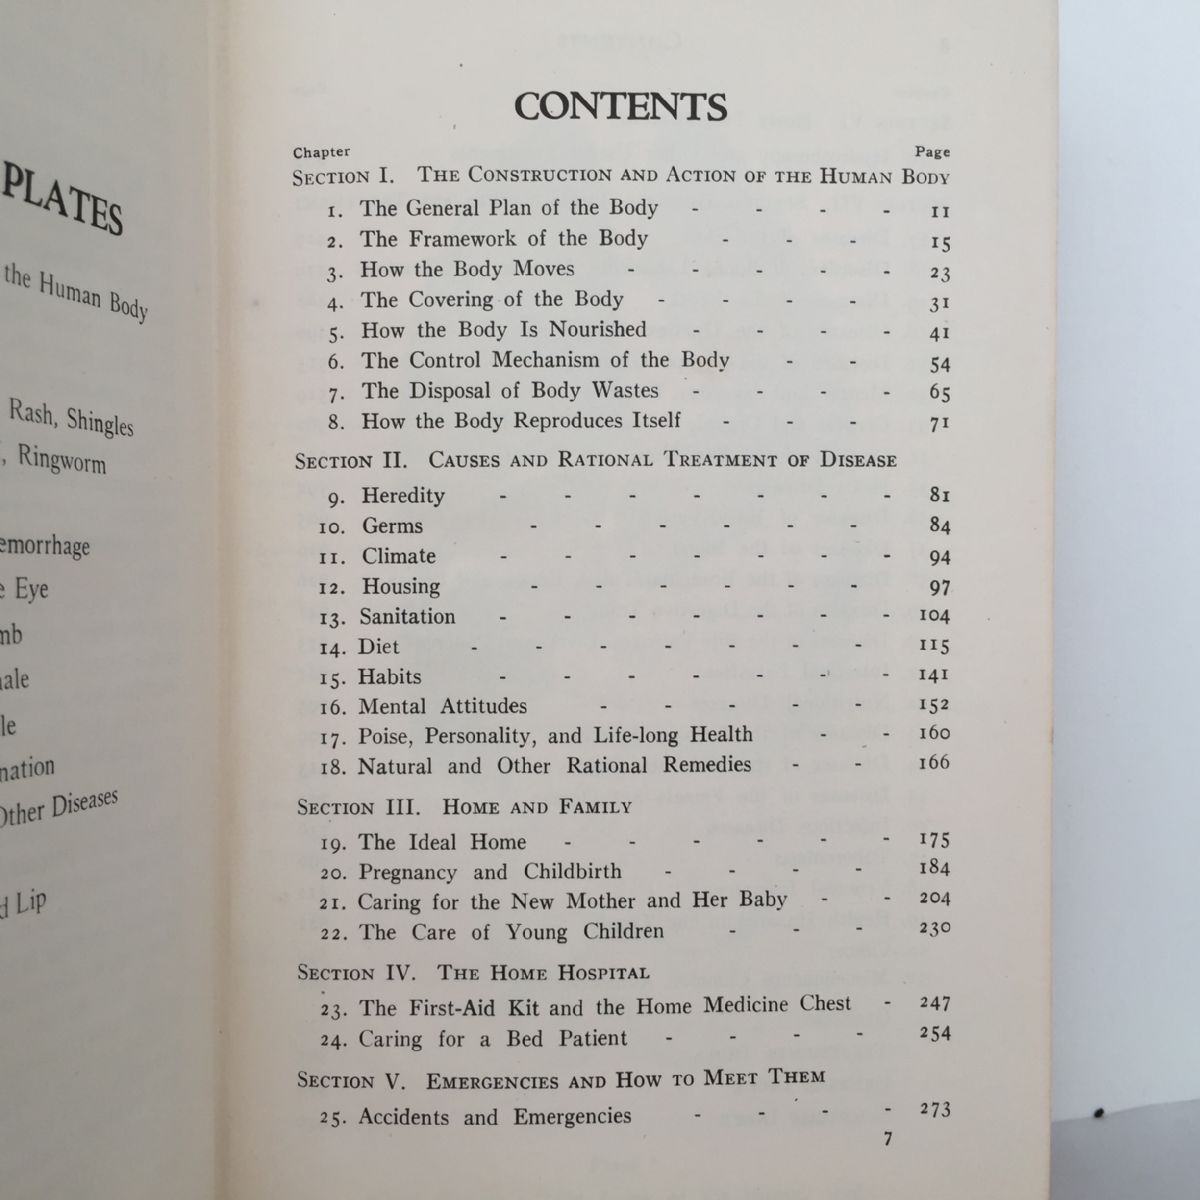 PLATES
the Human Body
Rash, Shingles
Ringworm
Eye
Other Diseases
Lip
CONTENTS
Chapter Page
SECTION I. THE CONSTRUCTION AND ACTION OF THE HUMAN BODY
1. The General Plan of the Body - - - - 11
2. The Framework of the Body - - - 15
3. How the Body Moves - - - - - 23
4. The Covering of the Body - - - - 31
5. How the Body Is Nourished - - - - 41
6. The Control Mechanism of the Body - - 54
7. The Disposal of Body Wastes - - - - 65
8. How the Body Reproduces Itself - - - 71
SECTION II. CAUSES AND RATIONAL TREATMENT OF DISEASE
9. Heredity - - - - - - - 81
10. Germs - - - - - - 84
11. Climate - - - - - - - 94
12. Housing - - - - - - 97
13. Sanitation - - - - - - - 104
14. Diet - - - - - - - 115
15. Habits - - - - - - - 141
16. Mental Attitudes - - - - - 152
17. Poise, Personality, and Life-long Health - - 160
18. Natural and Other Rational Remedies - - 166
SECTION III. HOME AND FAMILY
19. The Ideal Home - - - - - - 175
20. Pregnancy and Childbirth - - - - 184
21. Caring for the New Mother and Her Baby - - 204
22. The Care of Young Children - - - 230
SECTION IV. THE HOME HOSPITAL
23. The First-Aid Kit and the Home Medicine Chest - 247
24. Caring for a Bed Patient - - - - 254
SECTION V. EMERGENCIES AND HOW TO MEET THEM
25. Accidents and Emergencies - - - - 273
7